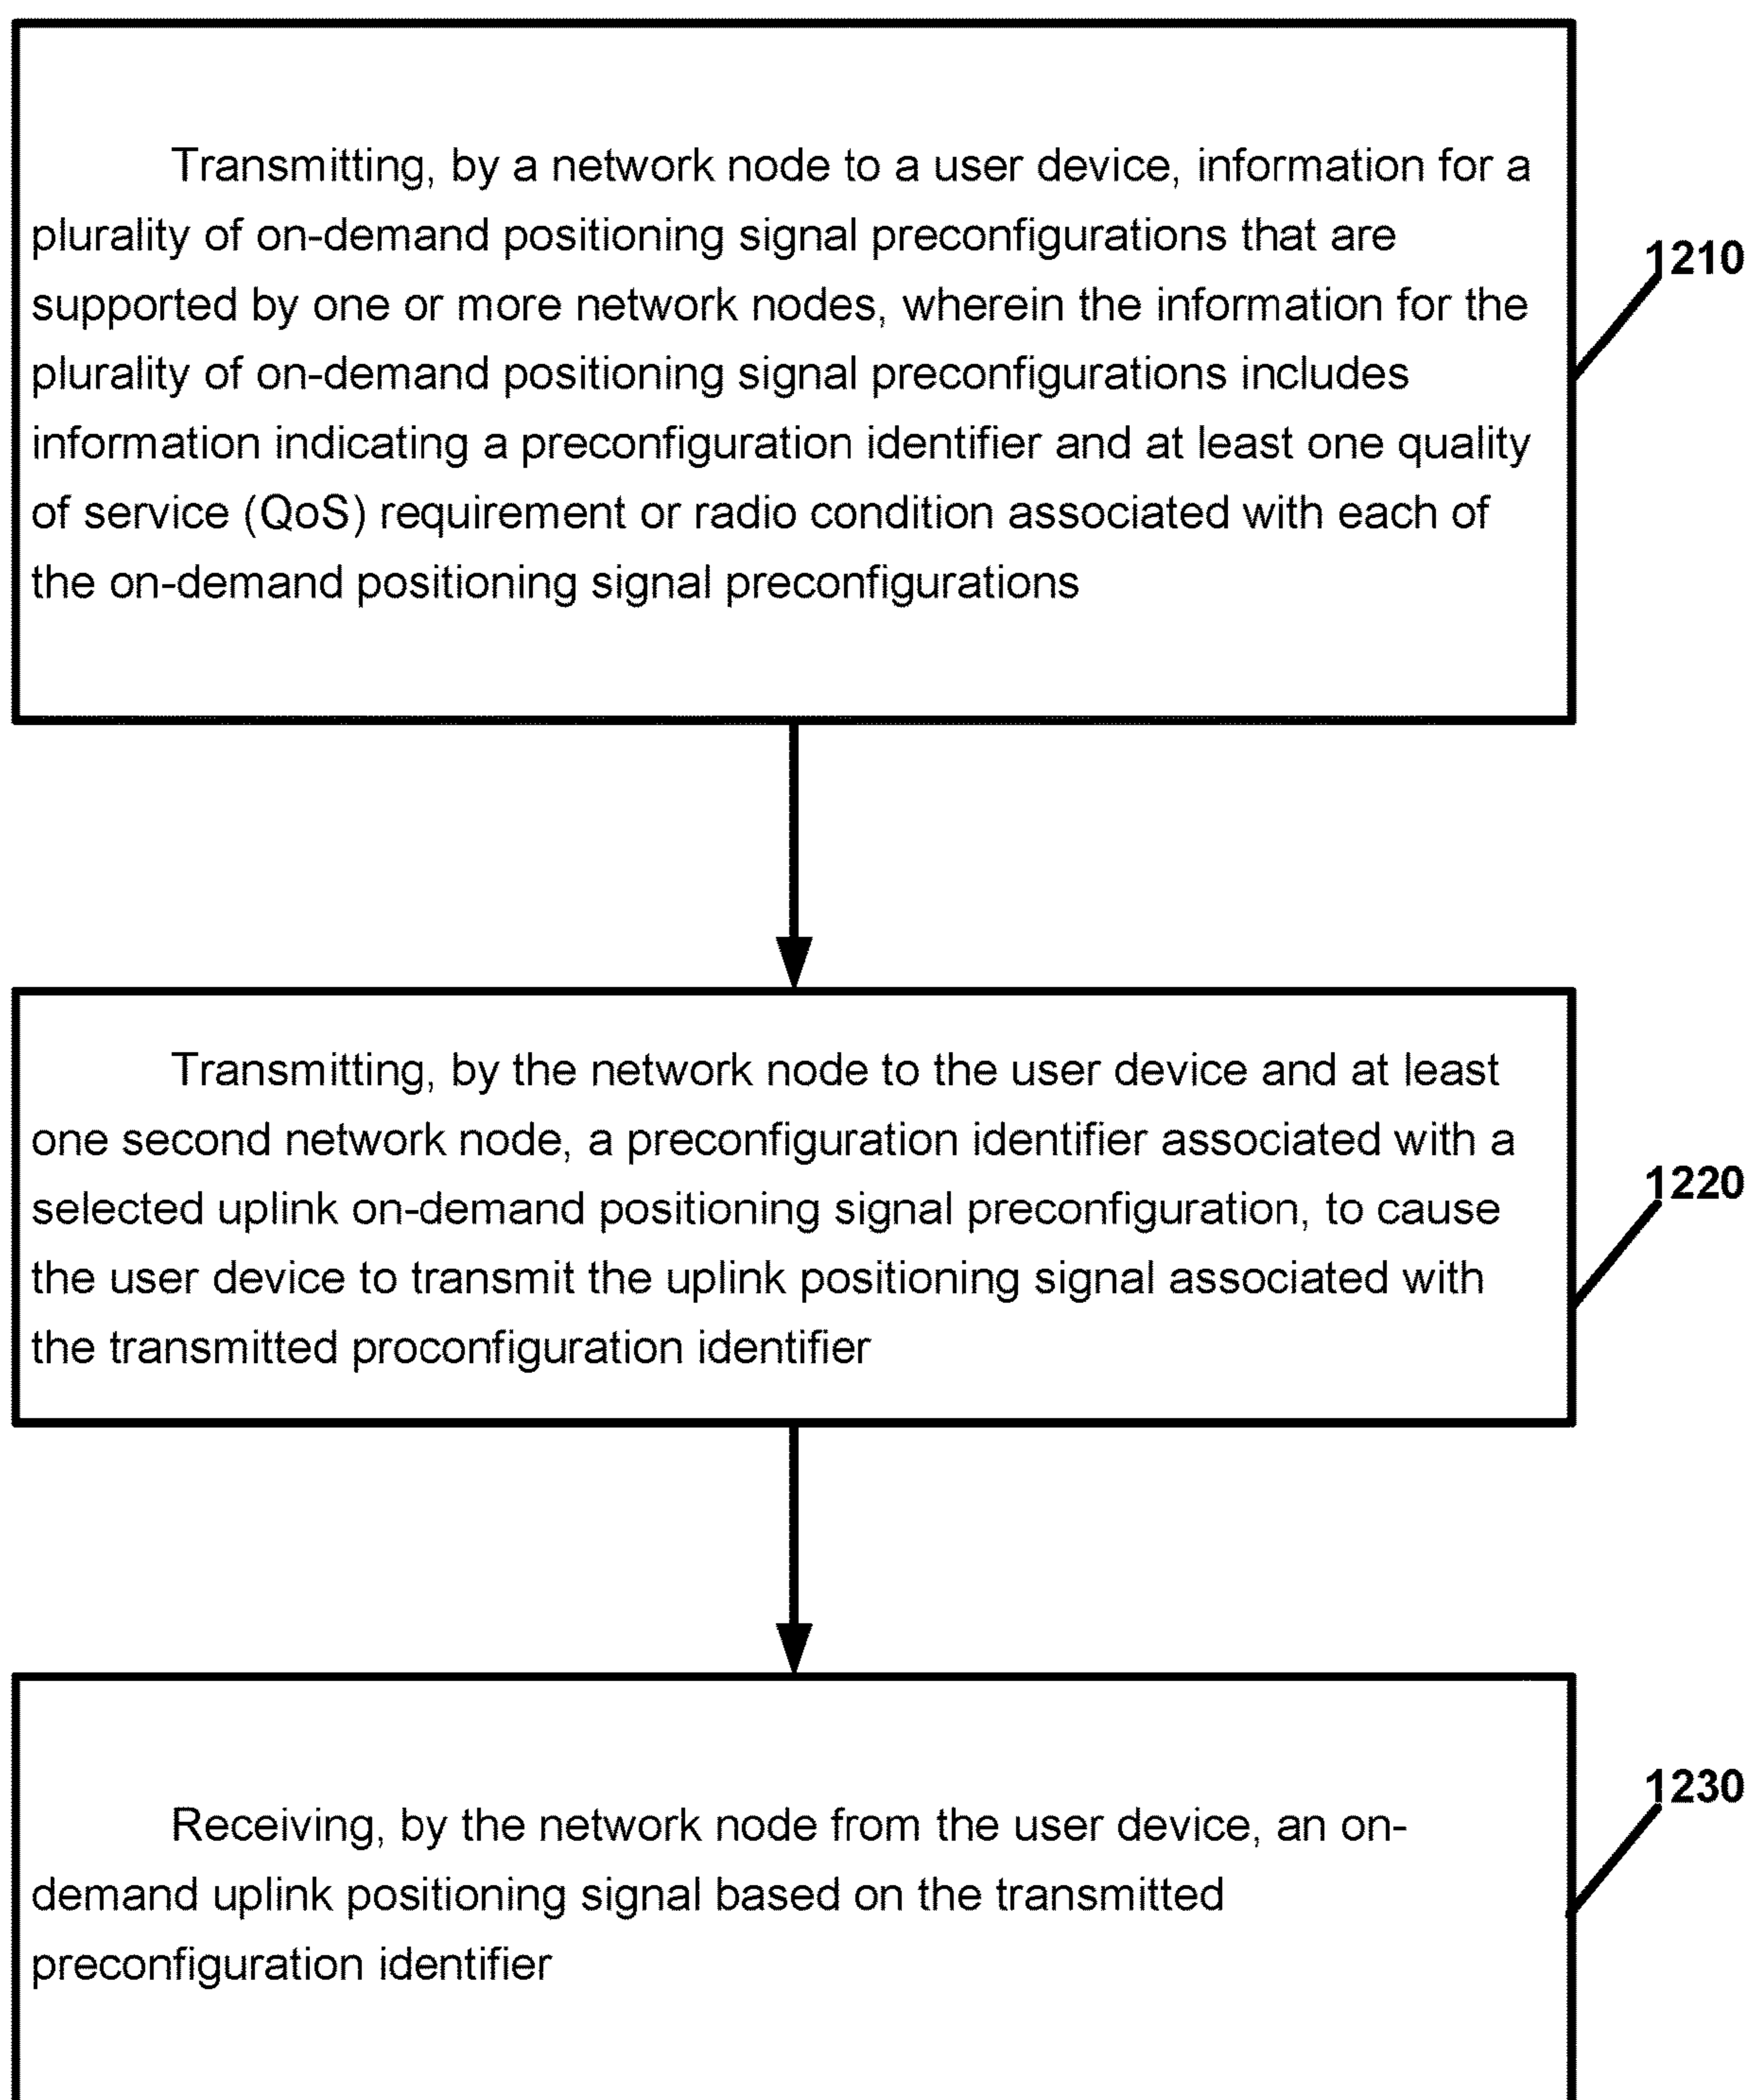 Transmitting, by a network node to a user device, information for a
plurality of on-demand positioning signal preconfigurations that are
supported by one or more network nodes, wherein the information for the
plurality of on-demand positioning signal preconfigurations includes
information indicating a preconfiguration identifier and at least one quality
of service (QoS) requirement or radio condition associated with each of
the on-demand positioning signal preconfigurations
1210
Transmitting, by the network node to the user device and at least
one second network node, a preconfiguration identifier associated with a
selected uplink on-demand positioning signal preconfiguration, to cause
the user device to transmit the uplink positioning signal associated with
the transmitted proconfiguration identifier
1220
Receiving, by the network node from the user device, an on-
demand uplink positioning signal based on the transmitted
preconfiguration identifier
1230